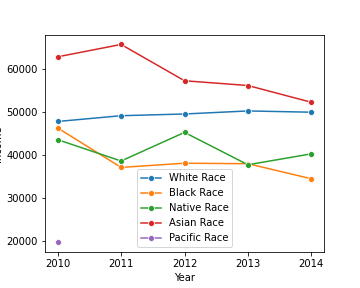 60000
50000
40000
30000
20000
White Race
Black Race
Native Race
Asian Race
Pacific Race
2010 2011 2012 2013 2014
Year